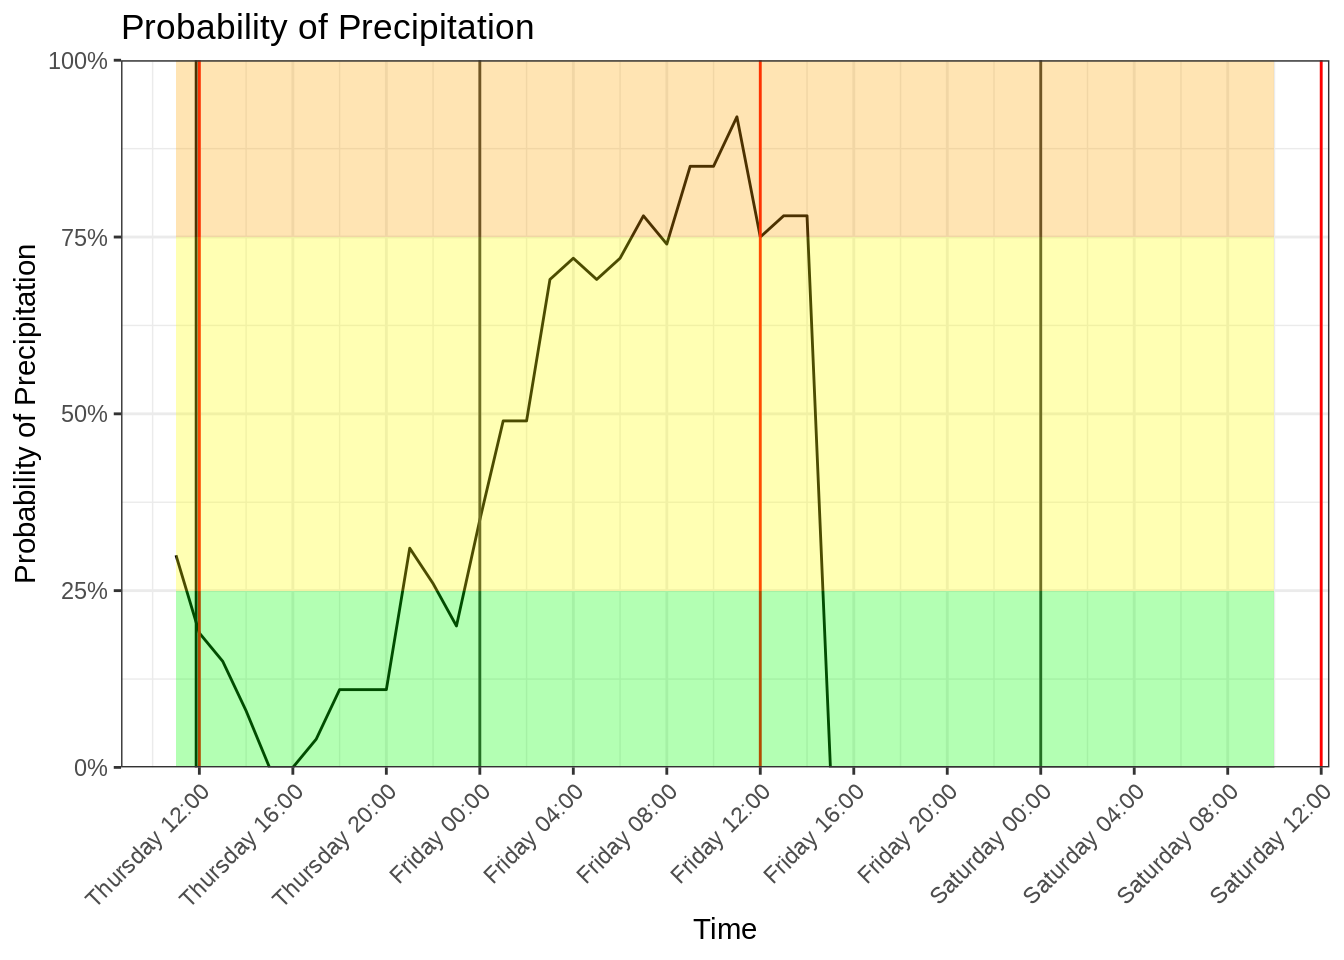 Probability of Precipitation
Probability of Precipitation
100%
75%
50%
25%
0%
Thursday 12:00
Thursday 16:00
Thursday 20:00
Friday 00:00
Friday 04:00
Friday 08:00
Friday 12:00
Friday 16:00
Friday 20:00
Saturday 00:00
Saturday 04:00
Saturday 08:00
Saturday 12:00
Time